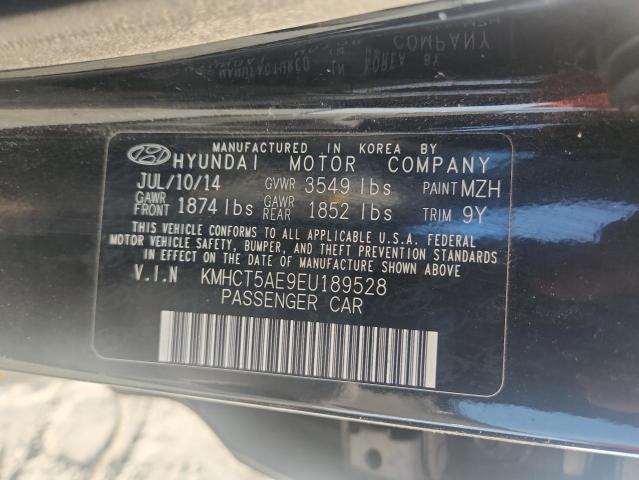 MANUFACTURED IN KOREA BY
HYUNDAI MOTOR COMPANY
JUL/10/14 GVWR 3549 lbs PAINT MZH
GAWR FRONT 1874 lbs GAWR REAR 1852 lbs TRIM 9Y
THIS VEHICLE CONFORMS TO ALL APPLICABLE U.S.A. FEDERAL
MOTOR VEHICLE SAFETY, BUMPER, AND THEFT PREVENTION STANDARDS
IN EFFECT ON THE DATE OF MANUFACTURE SHOWN ABOVE.
V.I.N KMHCT5AE9EU189528
PASSENGER CAR